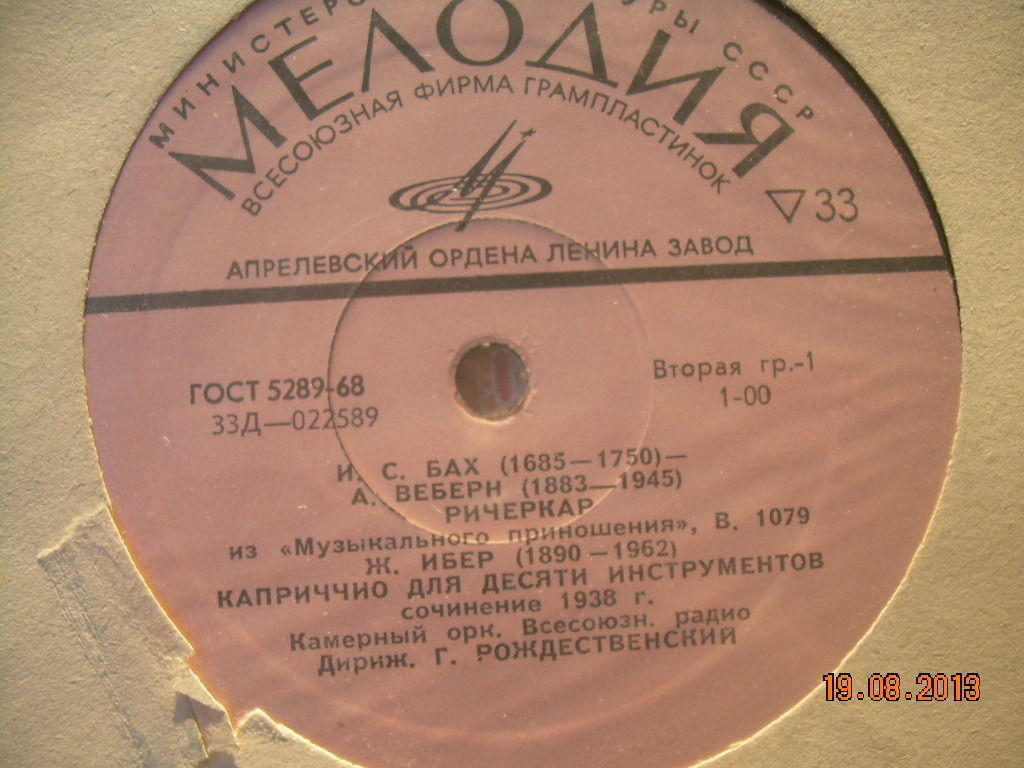 СССР
МЕЛОДИЯ
ВСЕСОЮЗНАЯ ФИРМА ГРАМПЛАСТИНОК
33
АПРЕЛЕВСКИЙ ОРДЕНА ЛЕНИНА ЗАВОД
ГОСТ 5289-68
33Д—022589
Вторая гр.-1
1-00
И. С. БАХ (1685—1750)—
А. ВЕБЕРН (1883—1945)
РИЧЕРКАР
из «Музыкального приношения», В. 1079
Ж. ИБЕР (1890—1962)
КАПРИЧЧИО ДЛЯ ДЕСЯТИ ИНСТРУМЕНТОВ
сочинение 1938 г.
Камерный орк. Всесоюзн. радио
Дириж. Г. РОЖДЕСТВЕНСКИЙ
19.08.2013